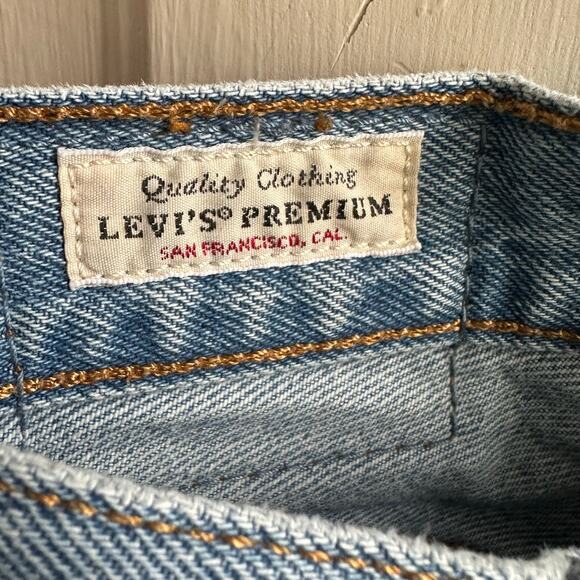 Quality Clothing
LEVI'S® PREMIUM
SAN FRANCISCO, CAL.